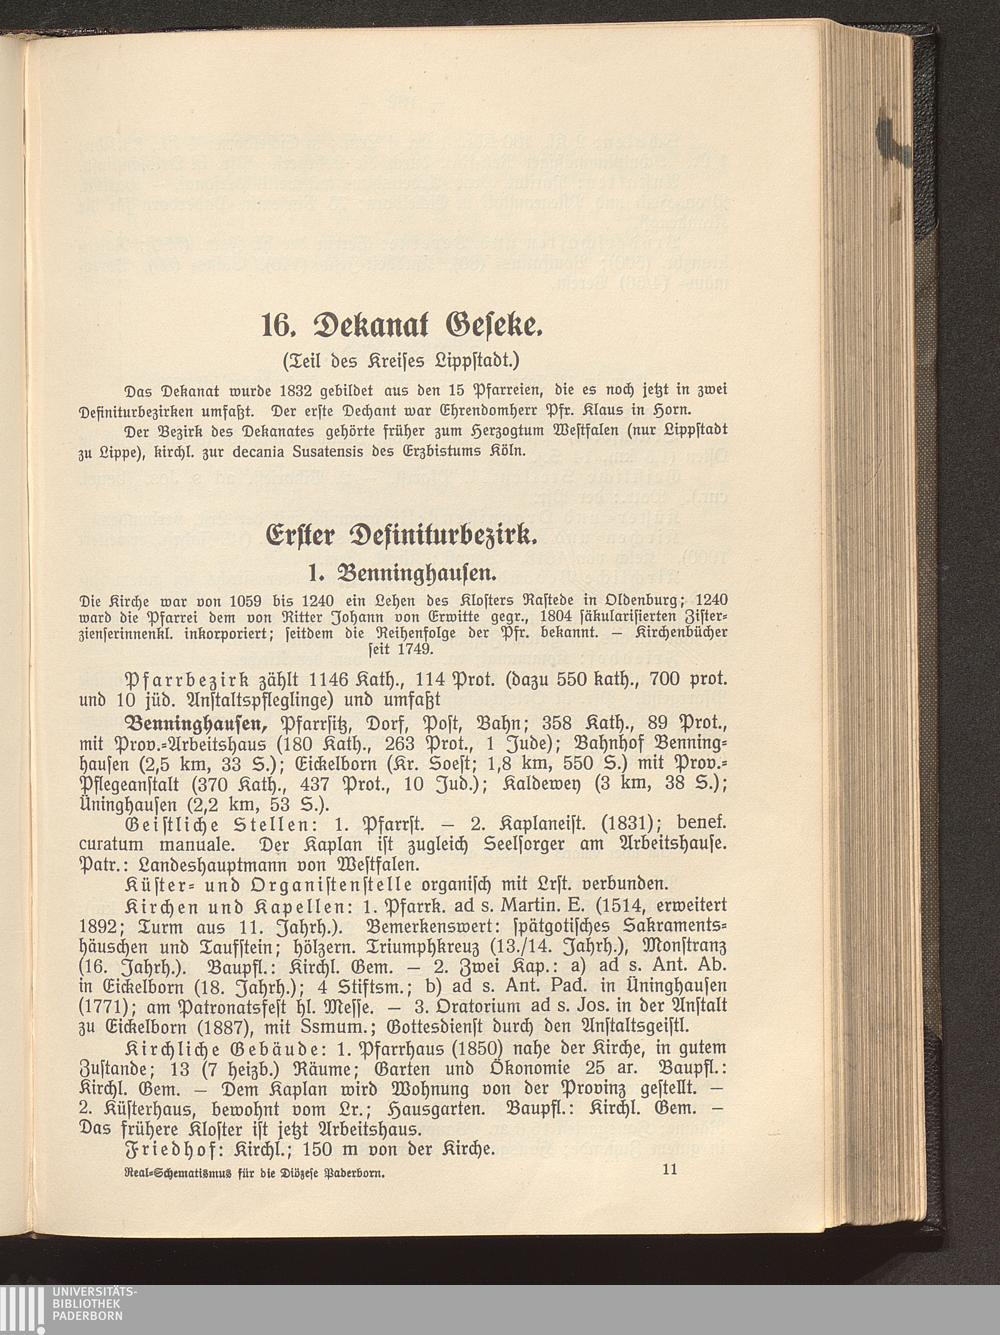 16. Dekanat Geseke.
(Teil des Kreises Lippstadt.)
Das Dekanat wurde 1832 gebildet aus den 15 Pfarreien, die es noch jetzt in zwei
Definiturbezirken umfaßt. Der erste Dechant war Ehrendomherr Pfr. Klaus in Horn.
Der Bezirk des Dekanates gehörte früher zum Herzogtum Westfalen (nur Lippstadt
zu Lippe), kirchl. zur decania Susatensis des Erzbistums Köln.
Erster Definiturbezirk.
1. Benninghausen.
Die Kirche war von 1059 bis 1240 ein Lehen des Klosters Rastede in Oldenburg; 1240
ward die Pfarrei dem von Ritter Johann von Erwitte gegr., 1804 säkularisierten Zister-
zienserinnenkl. inkorporiert; seitdem die Reihenfolge der Pfr. bekannt. — Kirchenbücher
seit 1749.
Pfarrbezirk zählt 1146 Kath., 114 Prot. (dazu 550 kath., 700 prot.
und 10 jüd. Anstaltspfleglinge) und umfaßt
Benninghausen, Pfarrsitz, Dorf, Post, Bahn; 358 Kath., 89 Prot.,
mit Prov.-Arbeitshaus (180 Kath., 263 Prot., 1 Jude); Bahnhof Benning-
hausen (2,5 km, 33 S.); Eickelborn (Kr. Soest; 1,8 km, 550 S.) mit Prov.-
Pflegeanstalt (370 Kath., 437 Prot., 10 Jud.); Kaldewey (3 km, 38 S.);
Üninghausen (2,2 km, 53 S.).
Geistliche Stellen: 1. Pfarrst. — 2. Kaplaneist. (1831); benef.
curatum manuale. Der Kaplan ist zugleich Seelsorger am Arbeitshause.
Patr.: Landeshauptmann von Westfalen.
Küster- und Organistenstelle organisch mit Lrst. verbunden.
Kirchen und Kapellen: 1. Pfarrk. ad s. Martin. E. (1514, erweitert
1892; Turm aus 11. Jahrh.). Bemerkenswert: spätgotisches Sakraments-
häuschen und Taufstein; hölzern. Triumphkreuz (13./14. Jahrh.), Monstranz
(16. Jahrh.). Baupfl.: Kirchl. Gem. — 2. Zwei Kap.: a) ad s. Ant. Ab.
in Eickelborn (18. Jahrh.); 4 Stiftsm.; b) ad s. Ant. Pad. in Üninghausen
(1771); am Patronatsfest hl. Messe. — 3. Oratorium ad s. Jos. in der Anstalt
zu Eickelborn (1887), mit Ssmum.; Gottesdienst durch den Anstaltsgeistl.
Kirchliche Gebäude: 1. Pfarrhaus (1850) nahe der Kirche, in gutem
Zustande; 13 (7 heizb.) Räume; Garten und Ökonomie 25 ar. Baupfl.:
Kirchl. Gem. — Dem Kaplan wird Wohnung von der Provinz gestellt. —
2. Küsterhaus, bewohnt vom Lr.; Hausgarten. Baupfl.: Kirchl. Gem. —
Das frühere Kloster ist jetzt Arbeitshaus.
Friedhof: Kirchl.; 150 m von der Kirche.
Real-Schematismus für die Diözese Paderborn. 11
UNIVERSITÄTS-
BIBLIOTHEK
PADERBORN